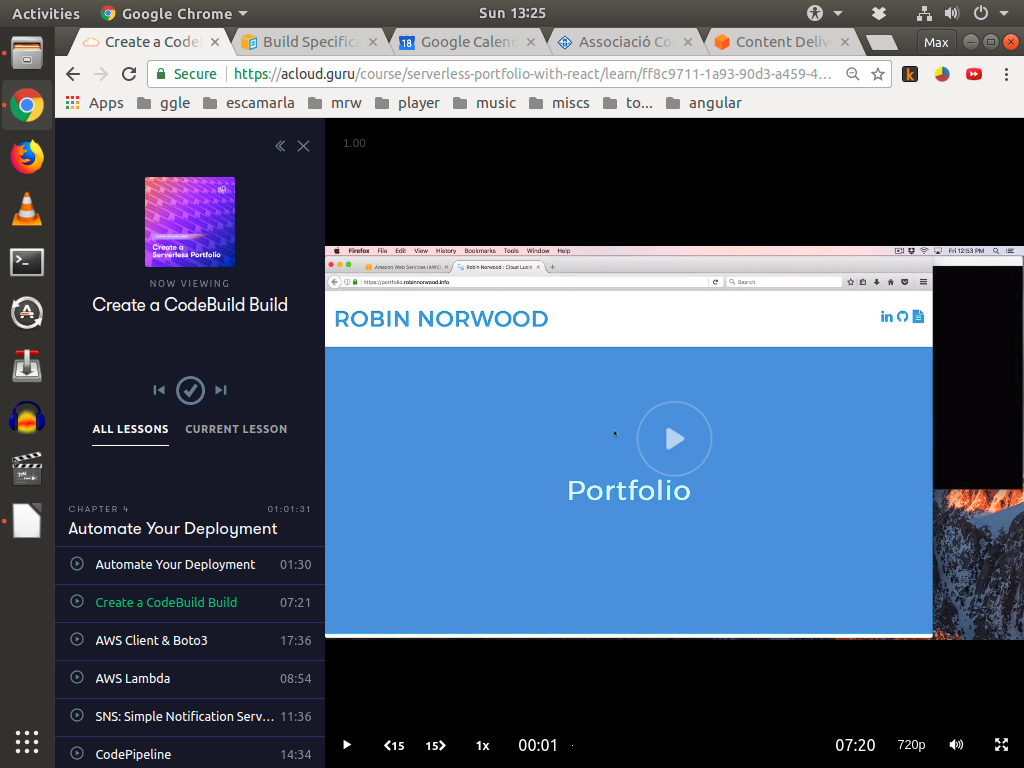 Activities
Google Chrome
Sun 13:25
Create a Code
Build Specifica
18
Google Calend
Associació Co
Content Deliv
Max
Secure
https://acloud.guru/course/serverless-portfolio-with-react/learn/ff8c9711-1a93-90d3-a459-4...
Apps
ggle
escamarla
mrw
player
music
miscs
to...
angular
1.00
Create a
Serverless Portfolio
NOW VIEWING
Create a CodeBuild Build
ALL LESSONS
CURRENT LESSON
CHAPTER 4
01:01:31
Automate Your Deployment
Automate Your Deployment 01:30
Create a CodeBuild Build 07:21
AWS Client & Boto3 17:36
AWS Lambda 08:54
SNS: Simple Notification Serv... 11:36
CodePipeline 14:34
Firefox File Edit View History Bookmarks Tools Window Help
Fri 12:53 PM
Amazon Web Services (AWS)
Robin Norwood : Cloud Lucio
https://portfolio.robinnorwood.info
Search
ROBIN NORWOOD
in
Portfolio
15
15
1x
00:01
07:20
720p